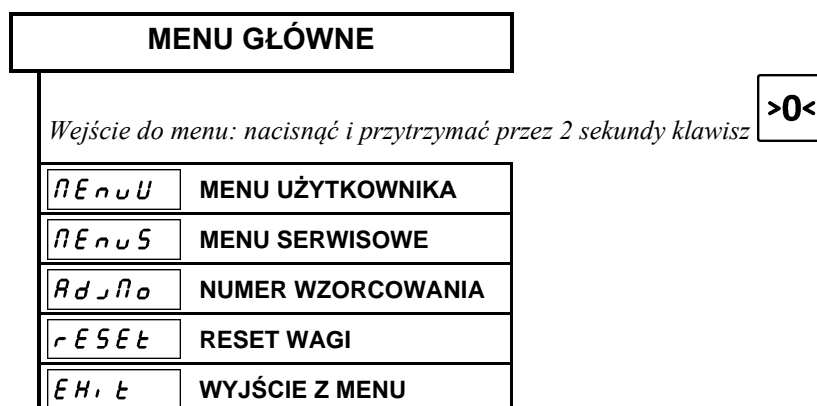 MENU GŁÓWNE
Wejście do menu: nacisnąć i przytrzymać przez 2 sekundy klawisz >0<
MEnuU MENU UŻYTKOWNIKA
MEnuS MENU SERWISOWE
AdjMo NUMER WZORCOWANIA
rESEt RESET WAGI
EHit WYJŚCIE Z MENU